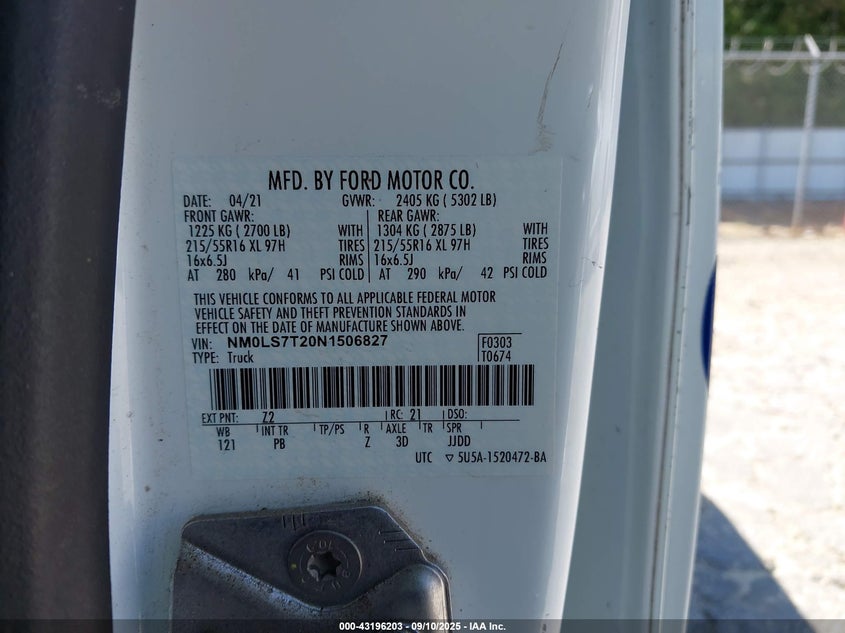 MFD. BY FORD MOTOR CO.
DATE: 04/21 GVWR: 2405 KG ( 5302 LB)
FRONT GAWR: REAR GAWR:
1225 KG ( 2700 LB) WITH 1304 KG ( 2875 LB) WITH
215/55R16 XL 97H TIRES 215/55R16 XL 97H TIRES
16x6.5J RIMS 16x6.5J RIMS
AT 280 kPa/ 41 PSI COLD AT 290 kPa/ 42 PSI COLD
THIS VEHICLE CONFORMS TO ALL APPLICABLE FEDERAL MOTOR
VEHICLE SAFETY AND THEFT PREVENTION STANDARDS IN
EFFECT ON THE DATE OF MANUFACTURE SHOWN ABOVE.
VIN: NM0LS7T20N1506827 F0303
TYPE: Truck T0674
EXT PNT: Z2 RC: 21 DSO:
WB INT TR TP/PS R AXLE TR SPR
121 PB Z 3D JJDD
UTC ▽ 5U5A-1520472-BA
000-43196203 - 09/10/2025 - IAA Inc.